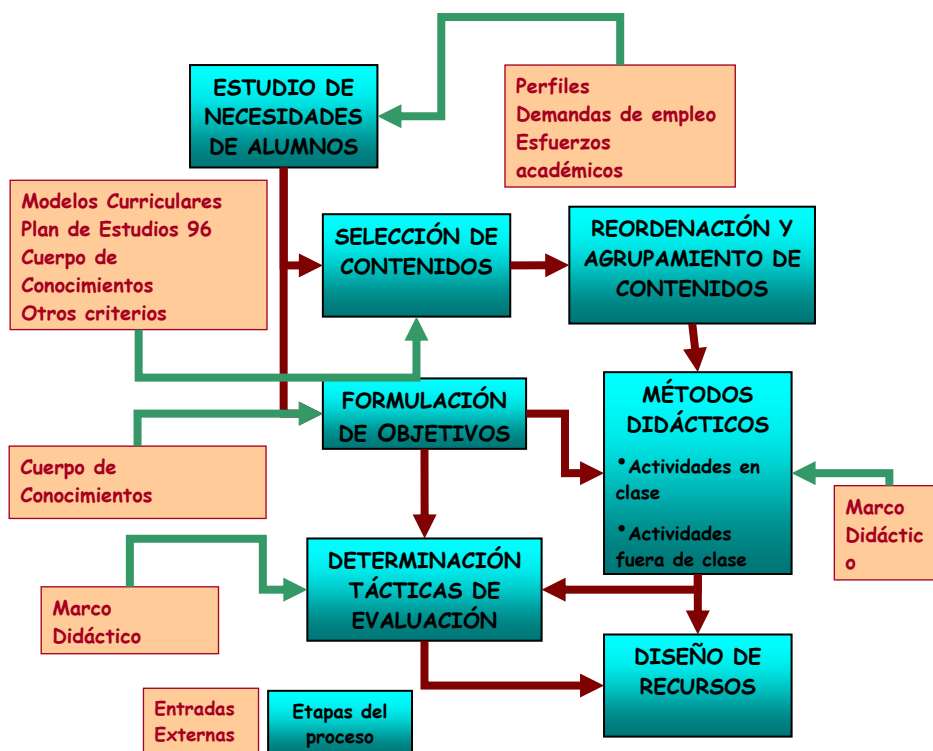 ESTUDIO DE
NECESIDADES
DE ALUMNOS
Perfiles
Demandas de empleo
Esfuerzos
académicos
Modelos Curriculares
Plan de Estudios 96
Cuerpo de
Conocimientos
Otros criterios
SELECCIÓN DE
CONTENIDOS
REORDENACIÓN Y
AGRUPAMIENTO DE
CONTENIDOS
FORMULACIÓN
DE OBJETIVOS
MÉTODOS
DIDÁCTICOS
•Actividades en
clase
•Actividades
fuera de clase
Cuerpo de
Conocimientos
Marco
Didáctic
o
DETERMINACIÓN
TÁCTICAS DE
EVALUACIÓN
Marco
Didáctico
DISEÑO DE
RECURSOS
Entradas
Externas
Etapas del
proceso